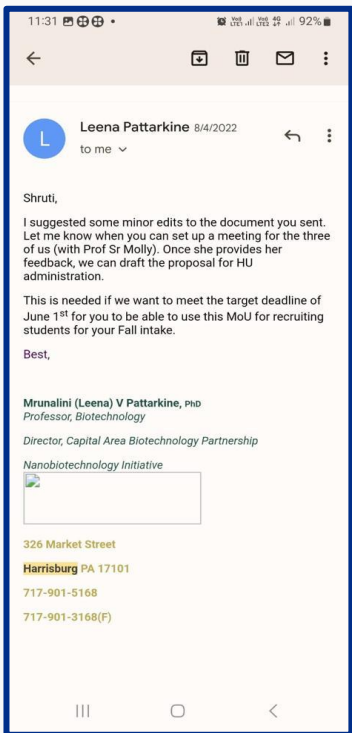 11:31
VoI) LTE1 Vo9) LTE2 4G 92%
Leena Pattarkine 8/4/2022
L
to me
Shruti,
I suggested some minor edits to the document you sent.
Let me know when you can set up a meeting for the three
of us (with Prof Sr Molly). Once she provides her
feedback, we can draft the proposal for HU
administration.
This is needed if we want to meet the target deadline of
June 1st for you to be able to use this MoU for recruiting
students for your Fall intake.
Best,
Mrunalini (Leena) V Pattarkine, PhD
Professor, Biotechnology
Director, Capital Area Biotechnology Partnership
Nanobiotechnology Initiative
326 Market Street
Harrisburg PA 17101
717-901-5168
717-901-3168(F)